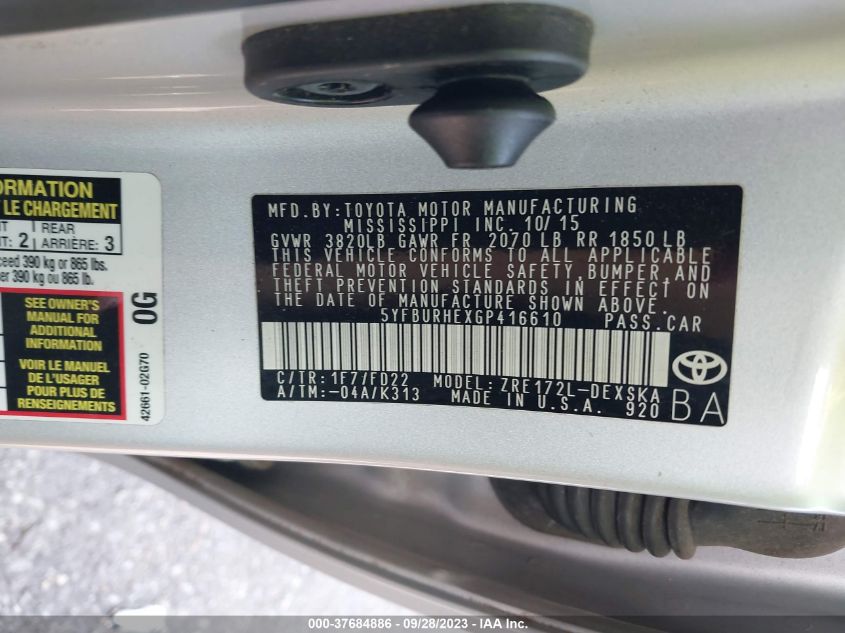 ORMATION
LE CHARGEMENT
REAR
2 ARRIÈRE: 3
ceed 390 kg or 865 lbs.
er 390 kg ou 865 lb.
SEE OWNER'S
MANUAL FOR
ADDITIONAL
INFORMATION
VOIR LE MANUEL
DE L'USAGER
POUR PLUS DE
RENSEIGNEMENTS
0G
42661-02G70
MFD. BY: TOYOTA MOTOR MANUFACTURING
MISSISSIPPI INC. 10/15
GVWR 3820LB GAWR FR 2070 LB RR 1850 LB
THIS VEHICLE CONFORMS TO ALL APPLICABLE
FEDERAL MOTOR VEHICLE SAFETY, BUMPER, AND
THEFT PREVENTION STANDARDS IN EFFECT ON
THE DATE OF MANUFACTURE SHOWN ABOVE.
5YFBURHEXGP416610 PASS. CAR
C/TR: 1F7/FD22 MODEL: ZRE172L-DEXSKA
A/TM: -04A/K313 MADE IN U.S.A. 920
BA
000-37684886 - 09/28/2023 - IAA Inc.